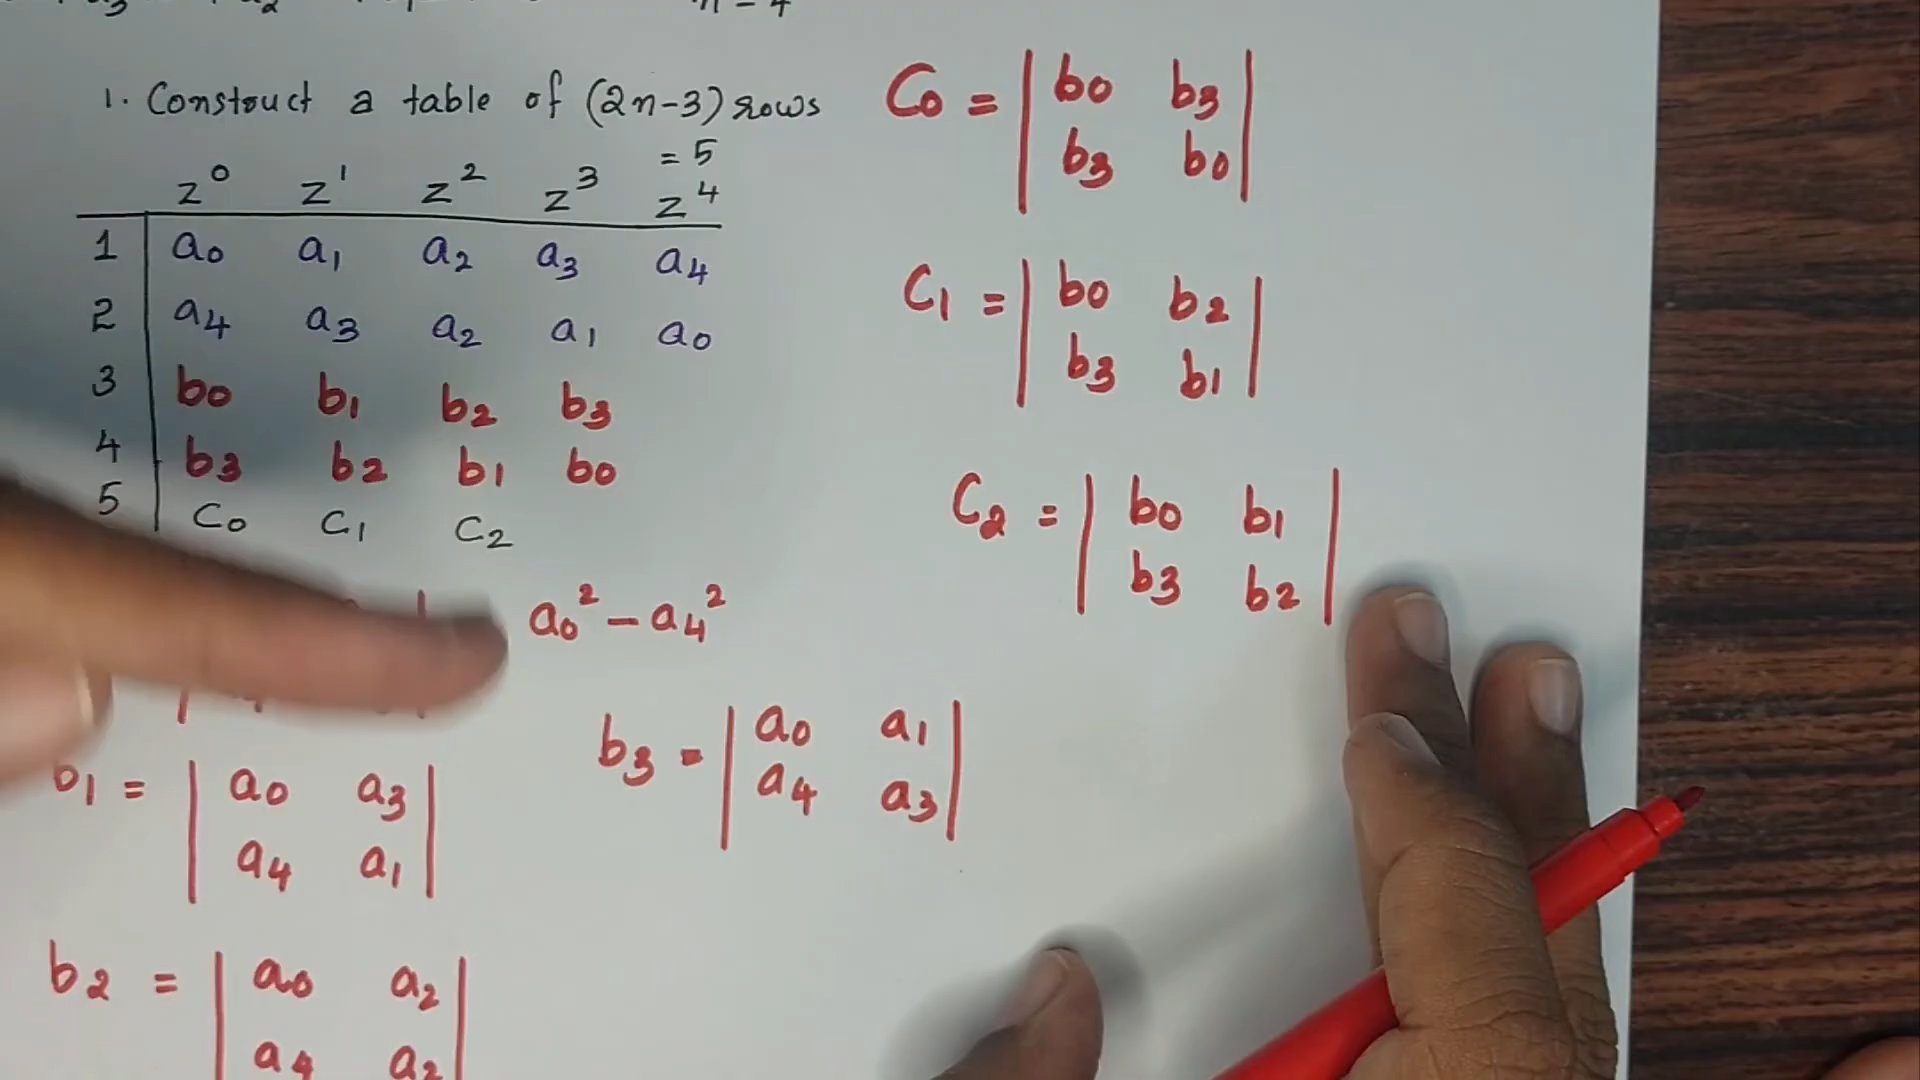 n = 4
1. Construct a table of (2n-3) rows
= 5
z⁰ z¹ z² z³ z⁴
1 a₀ a₁ a₂ a₃ a₄
2 a₄ a₃ a₂ a₁ a₀
3 b₀ b₁ b₂ b₃
4 b₃ b₂ b₁ b₀
5 C₀ C₁ C₂
a₀² - a₄²
b₁ = | a₀ a₃ |
| a₄ a₁ |
b₂ = | a₀ a₂ |
| a₄ a₂ |
b₃ = | a₀ a₁ |
| a₄ a₃ |
C₀ = | b₀ b₃ |
| b₃ b₀ |
C₁ = | b₀ b₂ |
| b₃ b₁ |
C₂ = | b₀ b₁ |
| b₃ b₂ |